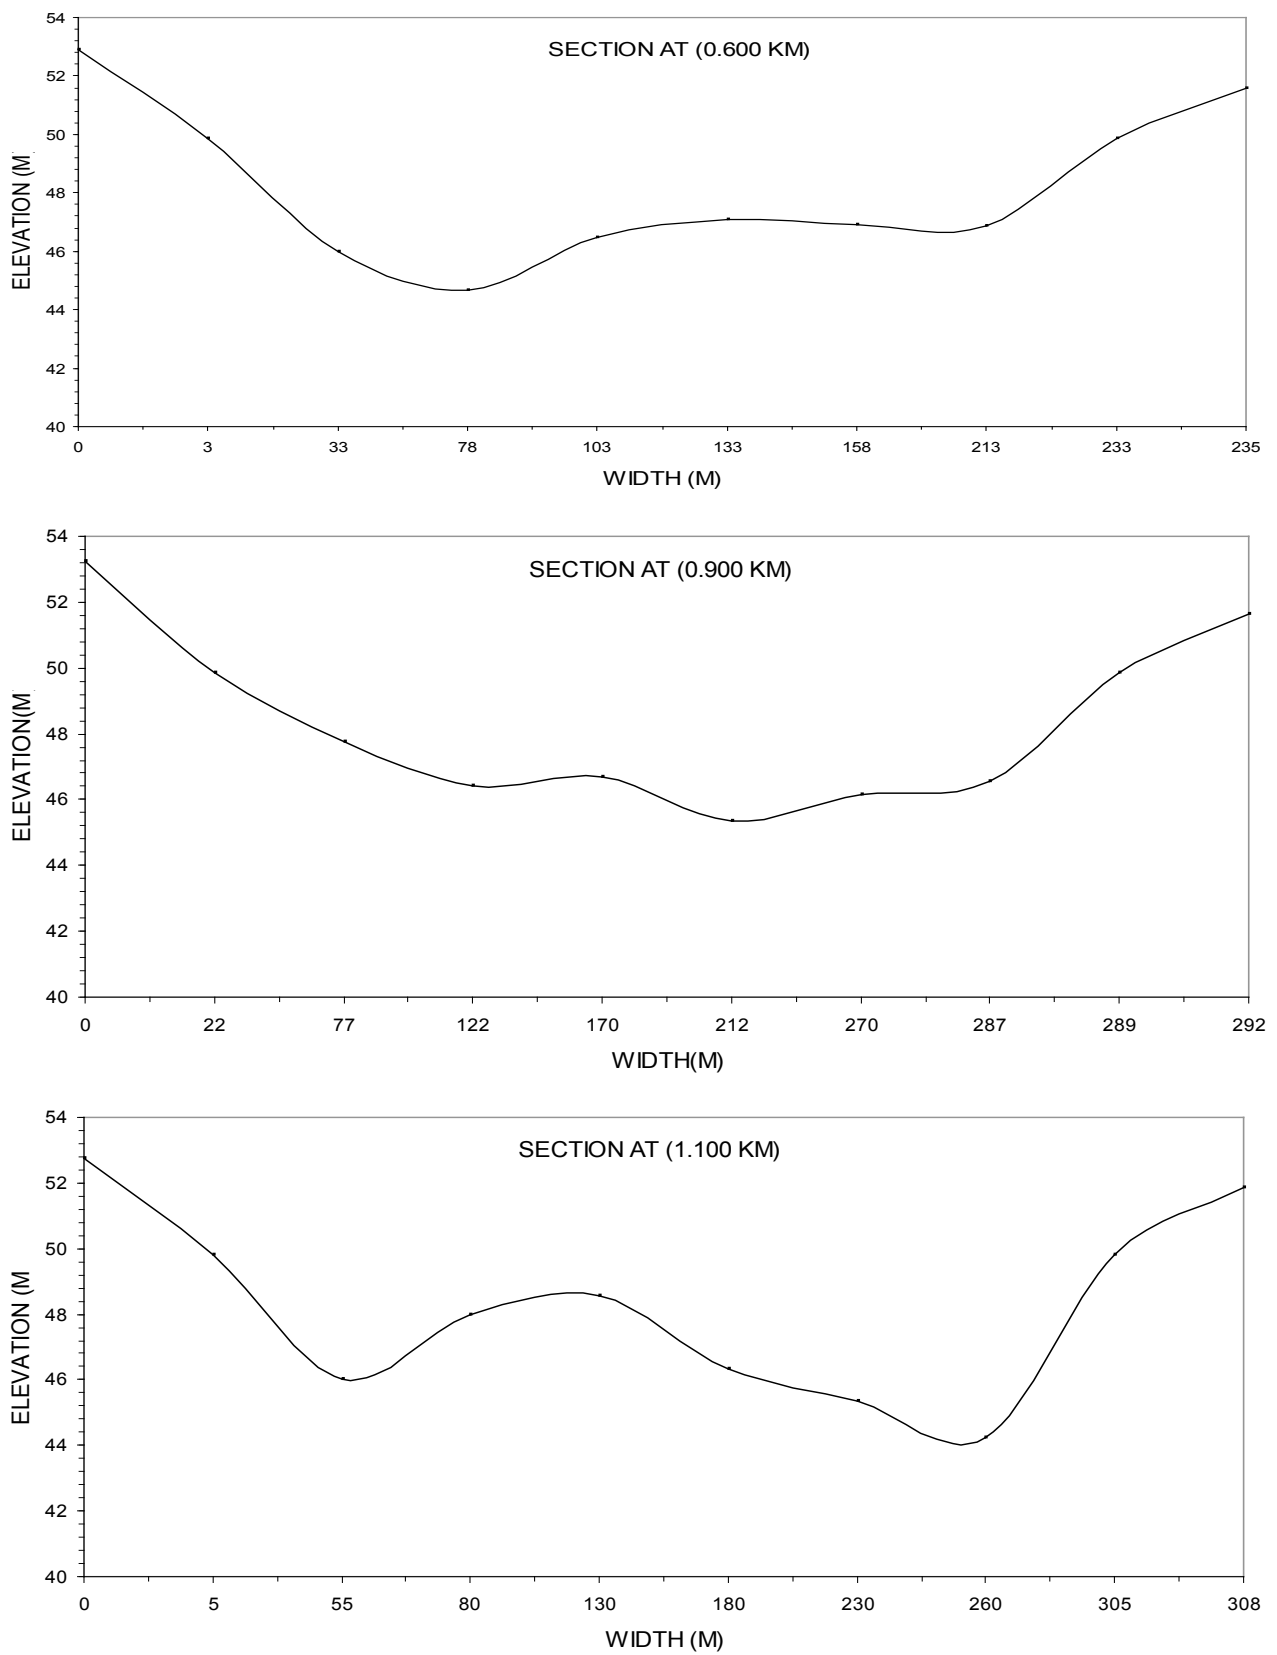 54
SECTION AT (0.600 KM)
52
50
48
46
44
42
40
ELEVATION (M
0 3 33 78 103 133 158 213 233 235
WIDTH (M)
54
SECTION AT (0.900 KM)
52
50
48
46
44
42
40
ELEVATION(M
0 22 77 122 170 212 270 287 289 292
WIDTH(M)
54
SECTION AT (1.100 KM)
52
50
48
46
44
42
40
ELEVATION (M
0 5 55 80 130 180 230 260 305 308
WIDTH (M)